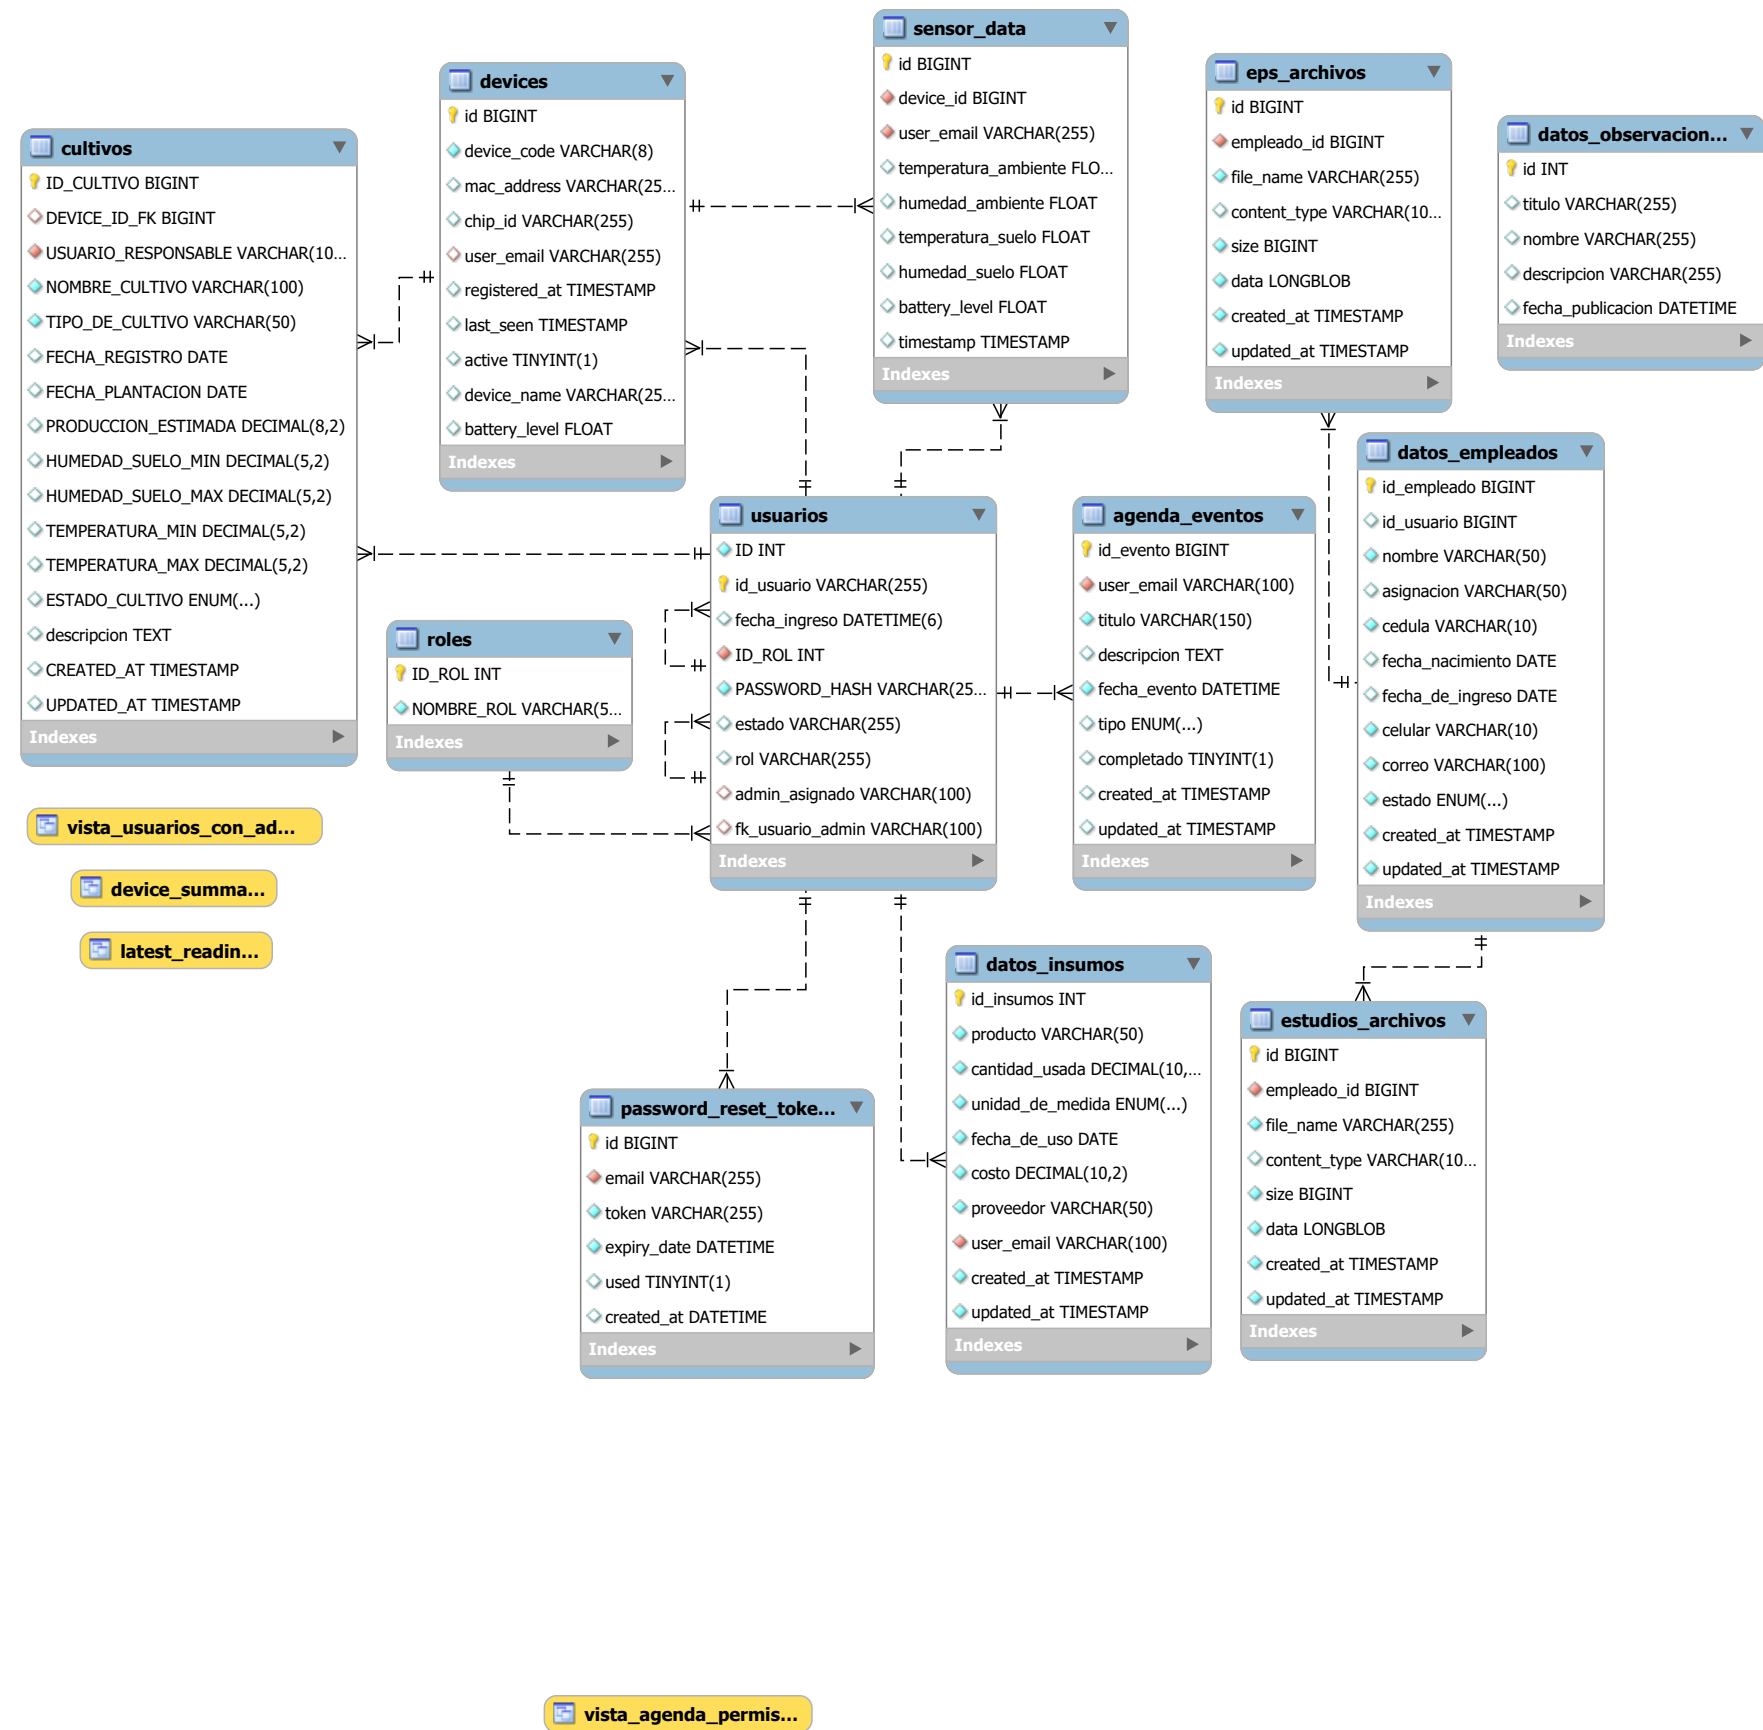 cultivos
ID_CULTIVO BIGINT
DEVICE_ID_FK BIGINT
USUARIO_RESPONSABLE VARCHAR(10...
NOMBRE_CULTIVO VARCHAR(100)
TIPO_DE_CULTIVO VARCHAR(50)
FECHA_REGISTRO DATE
FECHA_PLANTACION DATE
PRODUCCION_ESTIMADA DECIMAL(8,2)
HUMEDAD_SUELO_MIN DECIMAL(5,2)
HUMEDAD_SUELO_MAX DECIMAL(5,2)
TEMPERATURA_MIN DECIMAL(5,2)
TEMPERATURA_MAX DECIMAL(5,2)
ESTADO_CULTIVO ENUM(...)
descripcion TEXT
CREATED_AT TIMESTAMP
UPDATED_AT TIMESTAMP
Indexes
devices
id BIGINT
device_code VARCHAR(8)
mac_address VARCHAR(25...
chip_id VARCHAR(255)
user_email VARCHAR(255)
registered_at TIMESTAMP
last_seen TIMESTAMP
active TINYINT(1)
device_name VARCHAR(25...
battery_level FLOAT
Indexes
sensor_data
id BIGINT
device_id BIGINT
user_email VARCHAR(255)
temperatura_ambiente FLO...
humedad_ambiente FLOAT
temperatura_suelo FLOAT
humedad_suelo FLOAT
battery_level FLOAT
timestamp TIMESTAMP
Indexes
eps_archivos
id BIGINT
empleado_id BIGINT
file_name VARCHAR(255)
content_type VARCHAR(10...
size BIGINT
data LONGBLOB
created_at TIMESTAMP
updated_at TIMESTAMP
Indexes
datos_observacion...
id INT
titulo VARCHAR(255)
nombre VARCHAR(255)
descripcion VARCHAR(255)
fecha_publicacion DATETIME
Indexes
roles
ID_ROL INT
NOMBRE_ROL VARCHAR(5...
Indexes
usuarios
ID INT
id_usuario VARCHAR(255)
fecha_ingreso DATETIME(6)
ID_ROL INT
PASSWORD_HASH VARCHAR(25...
estado VARCHAR(255)
rol VARCHAR(255)
admin_asignado VARCHAR(100)
fk_usuario_admin VARCHAR(100)
Indexes
agenda_eventos
id_evento BIGINT
user_email VARCHAR(100)
titulo VARCHAR(150)
descripcion TEXT
fecha_evento DATETIME
tipo ENUM(...)
completado TINYINT(1)
created_at TIMESTAMP
updated_at TIMESTAMP
Indexes
datos_empleados
id_empleado BIGINT
id_usuario BIGINT
nombre VARCHAR(50)
asignacion VARCHAR(50)
cedula VARCHAR(10)
fecha_nacimiento DATE
fecha_de_ingreso DATE
celular VARCHAR(10)
correo VARCHAR(100)
estado ENUM(...)
created_at TIMESTAMP
updated_at TIMESTAMP
Indexes
vista_usuarios_con_ad...
device_summa...
latest_readin...
password_reset_toke...
id BIGINT
email VARCHAR(255)
token VARCHAR(255)
expiry_date DATETIME
used TINYINT(1)
created_at DATETIME
Indexes
datos_insumos
id_insumos INT
producto VARCHAR(50)
cantidad_usada DECIMAL(10,...
unidad_de_medida ENUM(...)
fecha_de_uso DATE
costo DECIMAL(10,2)
proveedor VARCHAR(50)
user_email VARCHAR(100)
created_at TIMESTAMP
updated_at TIMESTAMP
Indexes
estudios_archivos
id BIGINT
empleado_id BIGINT
file_name VARCHAR(255)
content_type VARCHAR(10...
size BIGINT
data LONGBLOB
created_at TIMESTAMP
updated_at TIMESTAMP
Indexes
vista_agenda_permis...